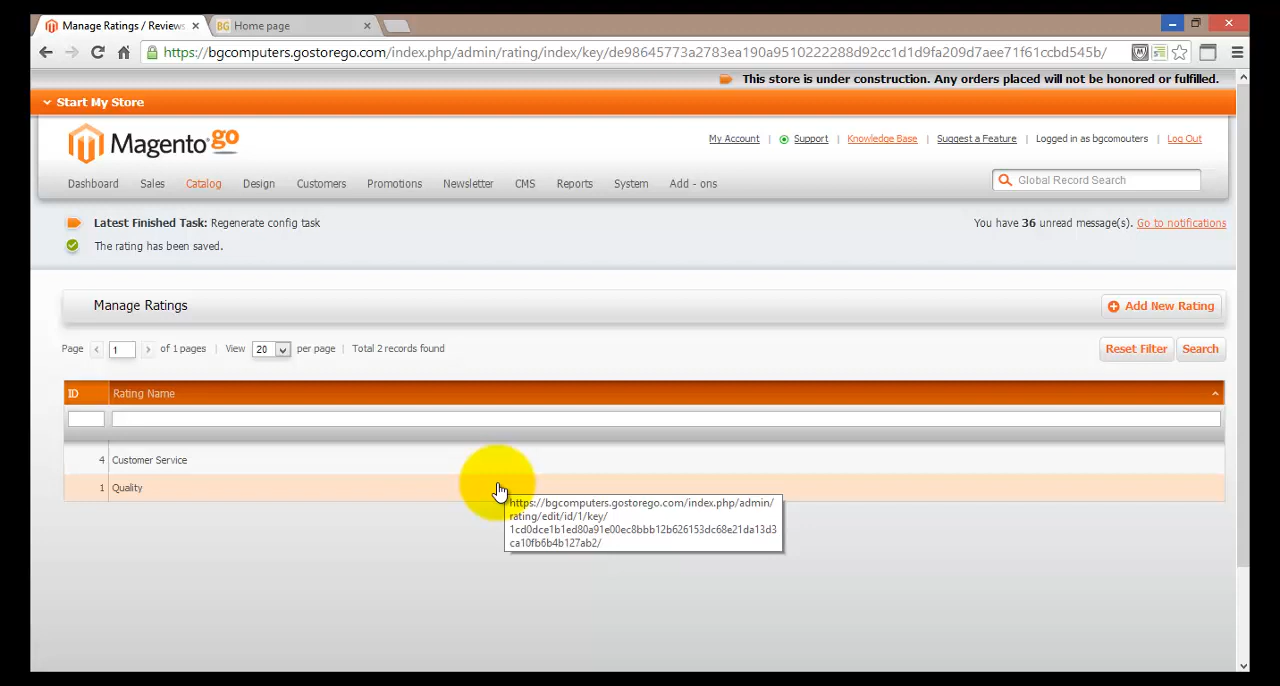 Manage Ratings / Reviews
BG Home page
https://bgcomputers.gostorego.com/index.php/admin/rating/index/key/de98645773a2783ea190a9510222288d92cc1d1d9fa209d7aee71f61ccbd545b/
This store is under construction. Any orders placed will not be honored or fulfilled.
Start My Store
Magento go
My Account | Support | Knowledge Base | Suggest a Feature | Logged in as bgcomouters | Log Out
Dashboard Sales Catalog Design Customers Promotions Newsletter CMS Reports System Add - ons
Global Record Search
Latest Finished Task: Regenerate config task
You have 36 unread message(s). Go to notifications
The rating has been saved.
Manage Ratings
Add New Rating
Page 1 of 1 pages | View 20 per page | Total 2 records found
Reset Filter Search
ID Rating Name
4 Customer Service
1 Quality
https://bgcomputers.gostorego.com/index.php/admin/
rating/edit/id/1/key/
1cd0dce1b1ed80a91e00ec8bbb12b626153dc68e21da13d3
ca10fb6b4b127ab2/